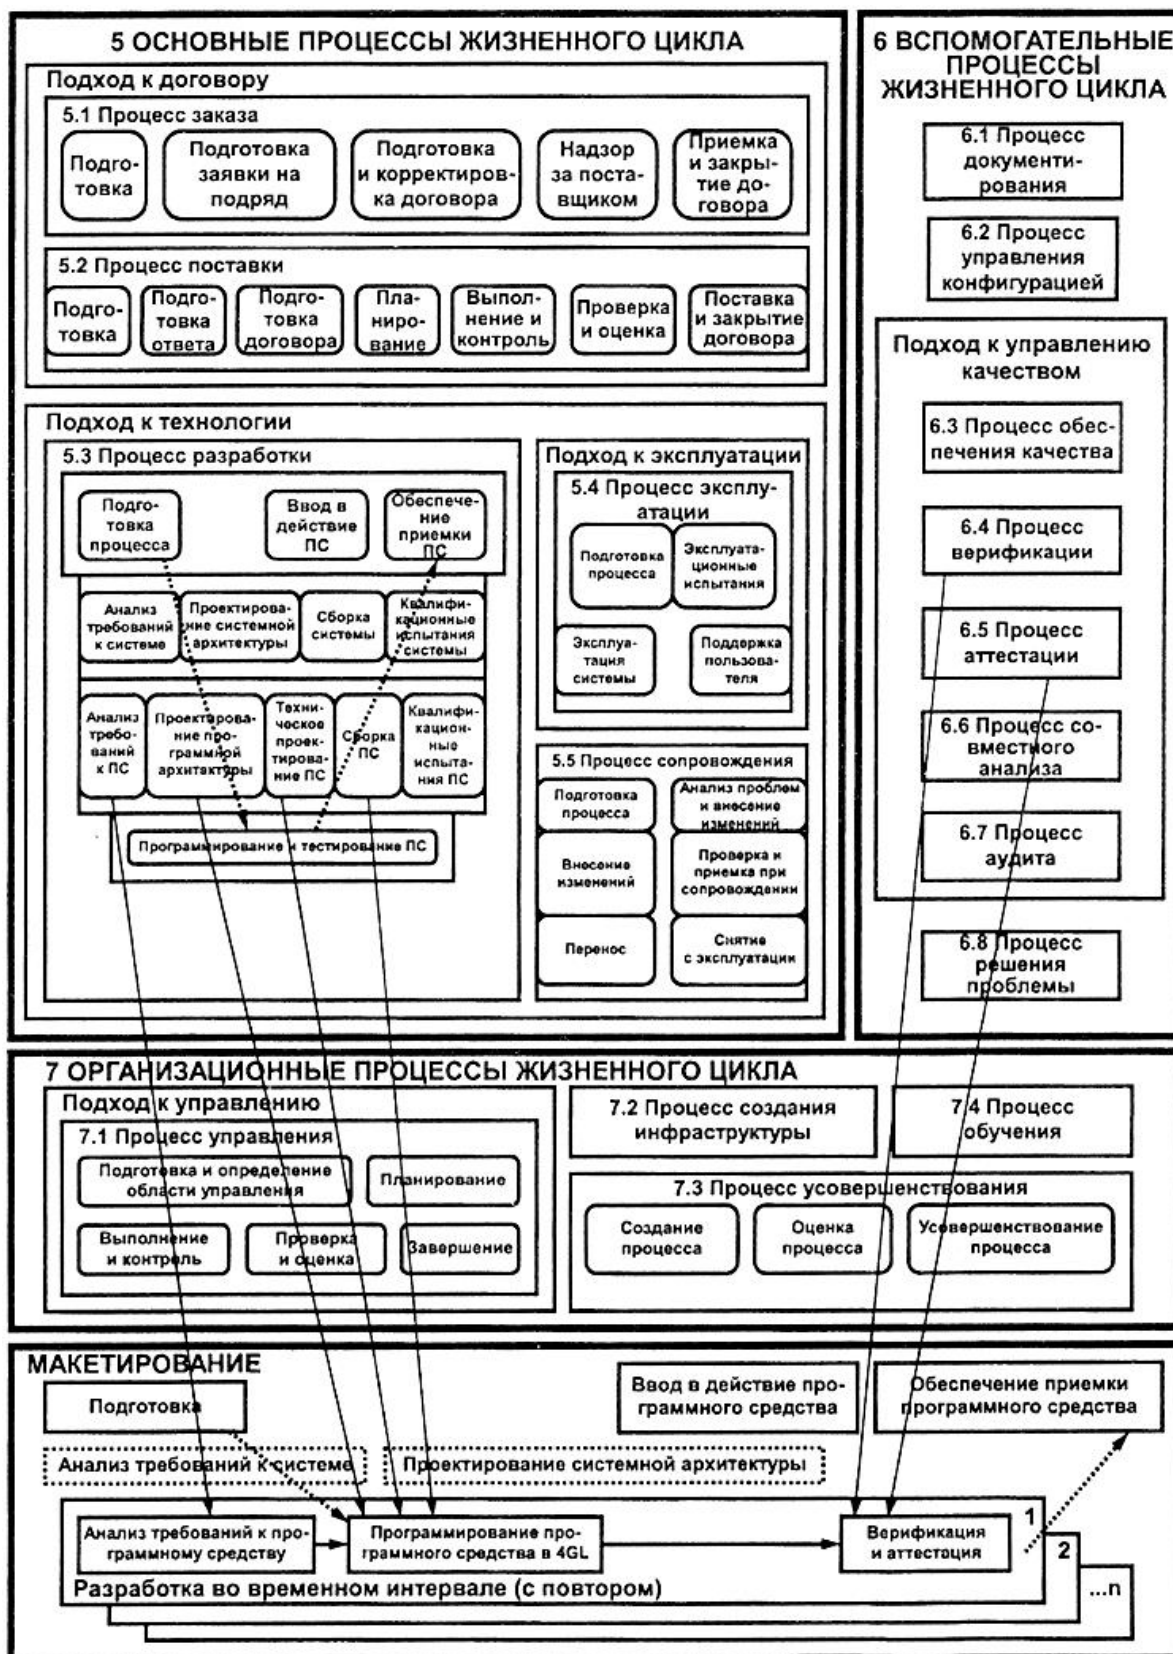 5 ОСНОВНЫЕ ПРОЦЕССЫ ЖИЗНЕННОГО ЦИКЛА
Подход к договору
5.1 Процесс заказа
Подго-
товка
Подготовка
заявки на
подряд
Подготовка
и корректиров-
ка договора
Надзор
за поста-
вщиком
Приемка
и закры-
тие до-
говора
5.2 Процесс поставки
Подго-
товка
Подго-
товка
ответа
Подго-
товка
договора
Пла-
ниро-
вание
Выпол-
нение и
контроль
Проверка
и оценка
Поставка
и закрытие
договора
Подход к технологии
5.3 Процесс разработки
Подго-
товка
процесса
Ввод в
действие
ПС
Обеспече-
ние
приемки
ПС
Анализ
требований
к системе
Проектирова-
ние системной
архитектуры
Сборка
системы
Квалифи-
кационные
испытания
системы
Анализ
требо-
ваний
к ПС
Проектирова-
ние про-
граммной
архитектуры
Техни-
ческое
проек-
тирова-
ние ПС
Сборка
ПС
Квалифи-
кацион-
ные
испыта-
ния ПС
Программирование и тестирование ПС
Подход к эксплуатации
5.4 Процесс эксплу-
атации
Подготовка
процесса
Эксплуата-
ционные
испытания
Эксплуа-
тация
системы
Поддержка
пользова-
теля
5.5 Процесс сопровождения
Подготовка
процесса
Анализ проблем
и внесение
изменений
Внесение
изменений
Проверка и
приемка при
сопровождении
Перенос
Снятие
с эксплуатации
6 ВСПОМОГАТЕЛЬНЫЕ
ПРОЦЕССЫ
ЖИЗНЕННОГО ЦИКЛА
6.1 Процесс
документи-
рования
6.2 Процесс
управления
конфигурацией
Подход к управлению
качеством
6.3 Процесс обес-
печения качества
6.4 Процесс
верификации
6.5 Процесс
аттестации
6.6 Процесс со-
вместного
анализа
6.7 Процесс
аудита
6.8 Процесс
решения
проблемы
7 ОРГАНИЗАЦИОННЫЕ ПРОЦЕССЫ ЖИЗНЕННОГО ЦИКЛА
Подход к управлению
7.1 Процесс управления
Подготовка и определение
области управления
Планирование
Выполнение
и контроль
Проверка
и оценка
Завершение
7.2 Процесс создания
инфраструктуры
7.4 Процесс
обучения
7.3 Процесс усовершенствования
Создание
процесса
Оценка
процесса
Усовершенствование
процесса
МАКЕТИРОВАНИЕ
Подготовка
Ввод в действие про-
граммного средства
Обеспечение приемки
программного средства
Анализ требований к системе
Проектирование системной архитектуры
Анализ требований к про-
граммному средству
Программирование про-
граммного средства в 4GL
Верификация
и аттестация
1
2
...n
Разработка во временном интервале (с повтором)